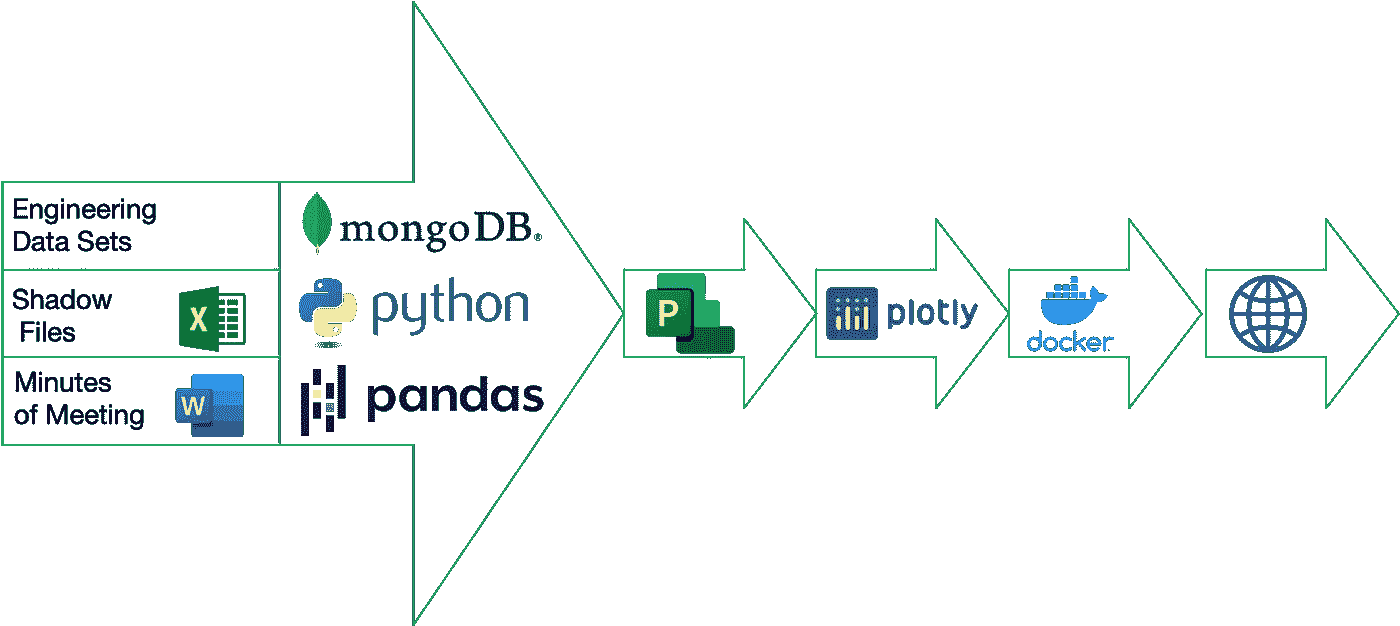 Engineering
Data Sets
Shadow
Files
X
Minutes
of Meeting
W
mongoDB®
python
pandas
P
plotly
docker